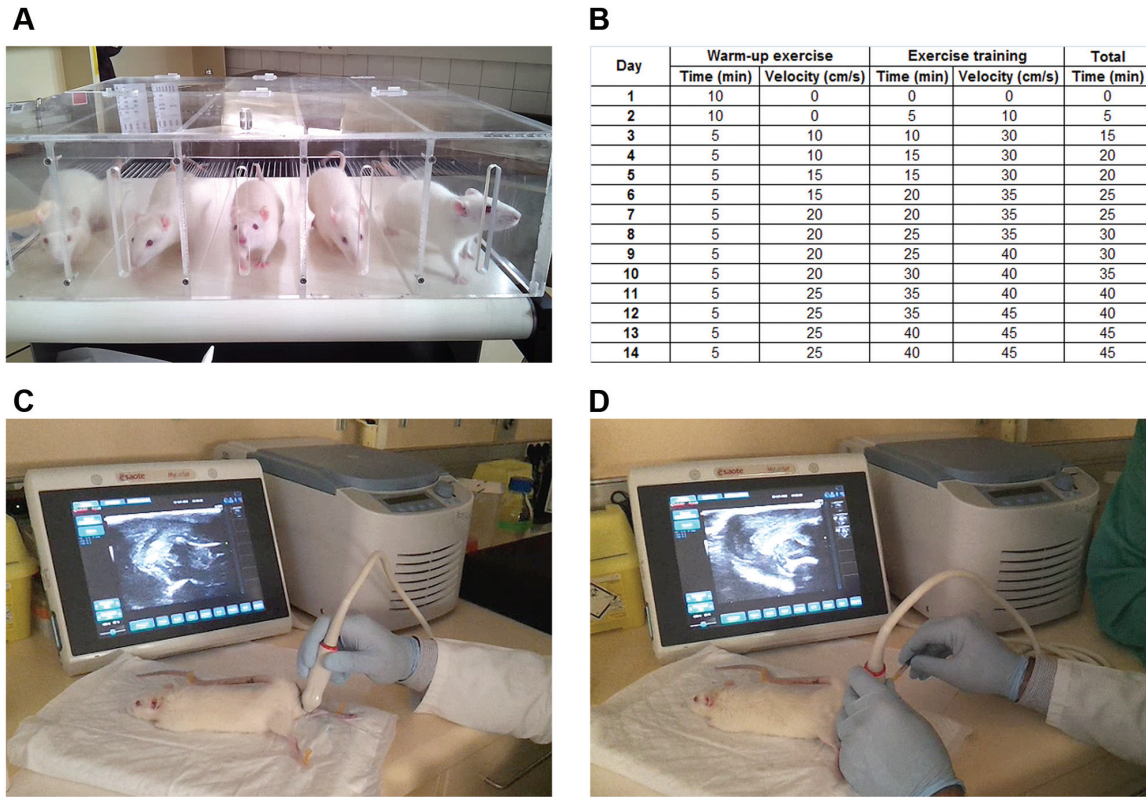 A
B
Day Warm-up exercise Exercise training Total
Time (min) Velocity (cm/s) Time (min) Velocity (cm/s) Time (min)
1 10 0 0 0 0
2 10 0 5 10 5
3 5 10 10 30 15
4 5 10 15 30 20
5 5 15 15 30 20
6 5 15 20 35 25
7 5 20 20 35 25
8 5 20 25 35 30
9 5 20 25 40 30
10 5 20 30 40 35
11 5 25 35 40 40
12 5 25 35 45 40
13 5 25 40 45 45
14 5 25 40 45 45
C
D
esaote
esaote